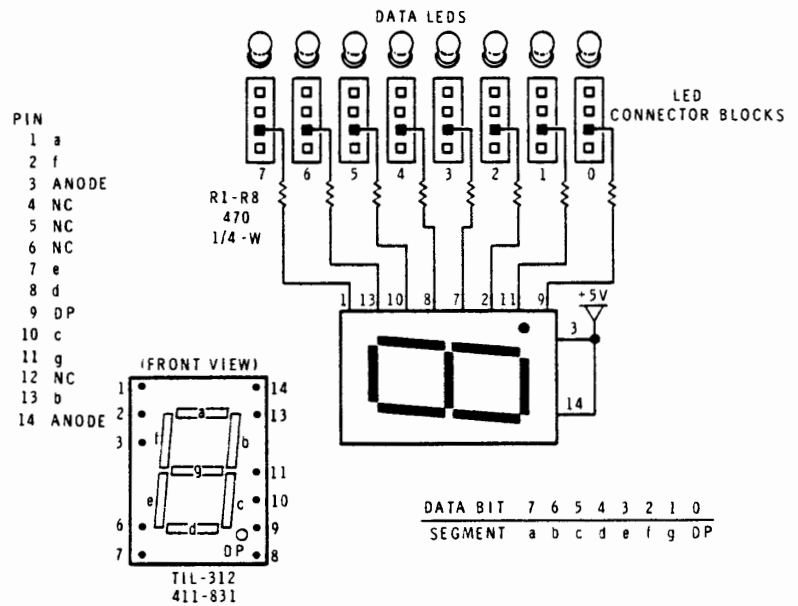 DATA LEDS
LED
CONNECTOR BLOCKS
7 6 5 4 3 2 1 0
R1-R8
470
1/4-W
PIN
1 a
2 f
3 ANODE
4 NC
5 NC
6 NC
7 e
8 d
9 DP
10 c
11 g
12 NC
13 b
14 ANODE
1 13 10 8 7 2 11 9
+5V
3
14
(FRONT VIEW)
1 14
2 a 13
3 f b
g 11
e c 10
6 d 9
7 DP 8
TIL-312
411-831
DATA BIT 7 6 5 4 3 2 1 0
SEGMENT a b c d e f g DP